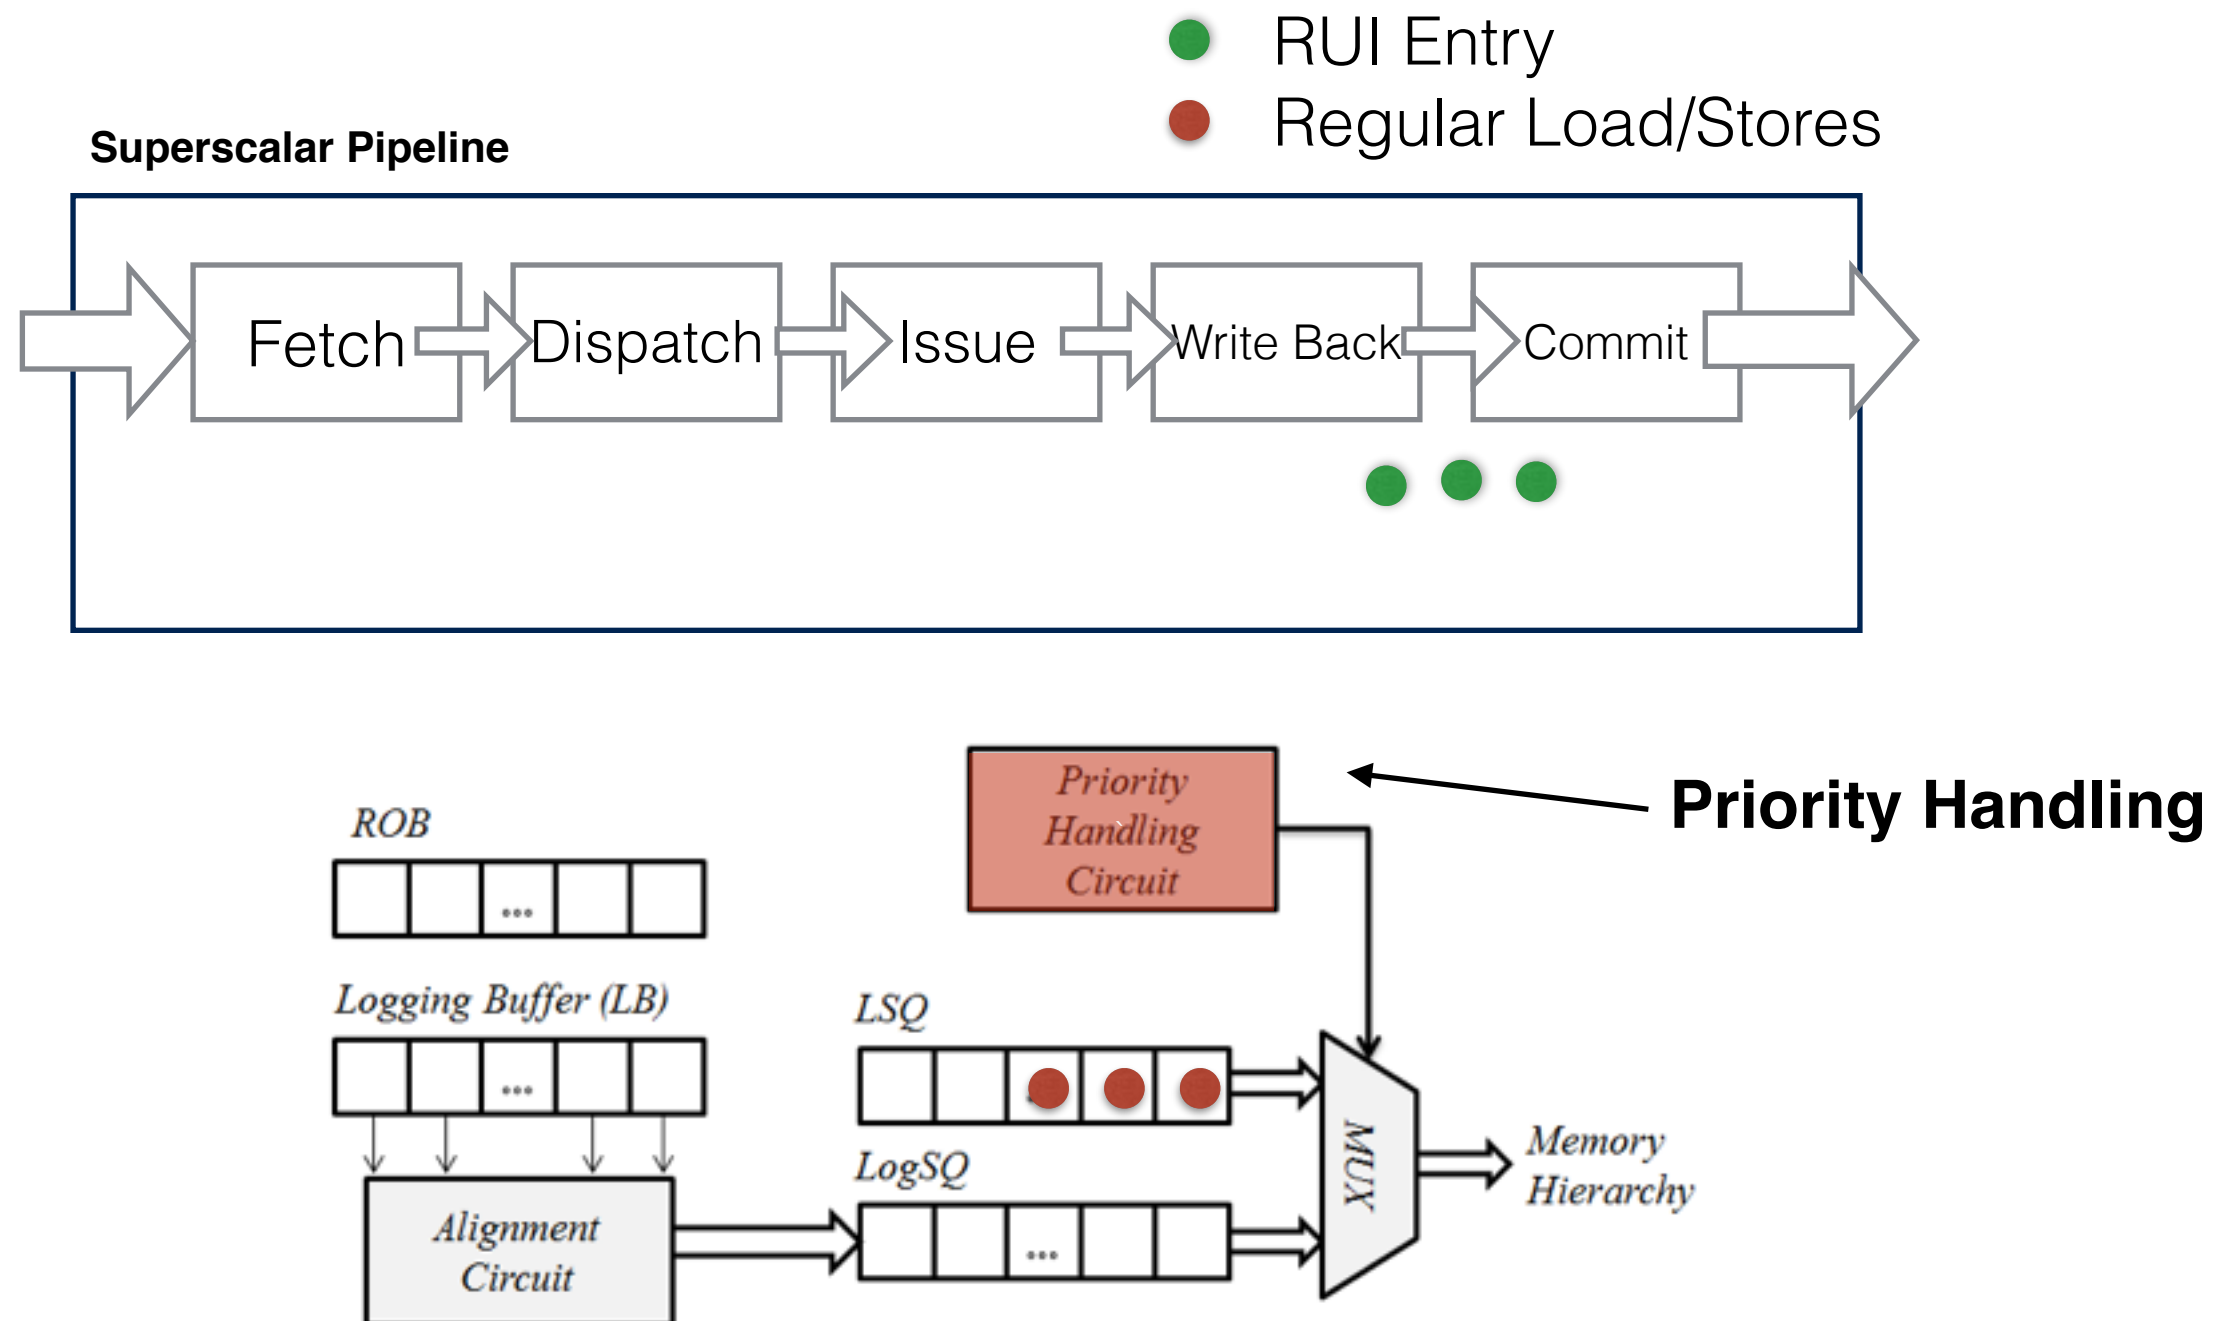 RUI Entry
Regular Load/Stores
Superscalar Pipeline
Fetch
Dispatch
Issue
Write Back
Commit
Priority
Handling
Circuit
Priority Handling
ROB
...
Logging Buffer (LB)
...
LSQ
LogSQ
...
MUX
Memory
Hierarchy
Alignment
Circuit